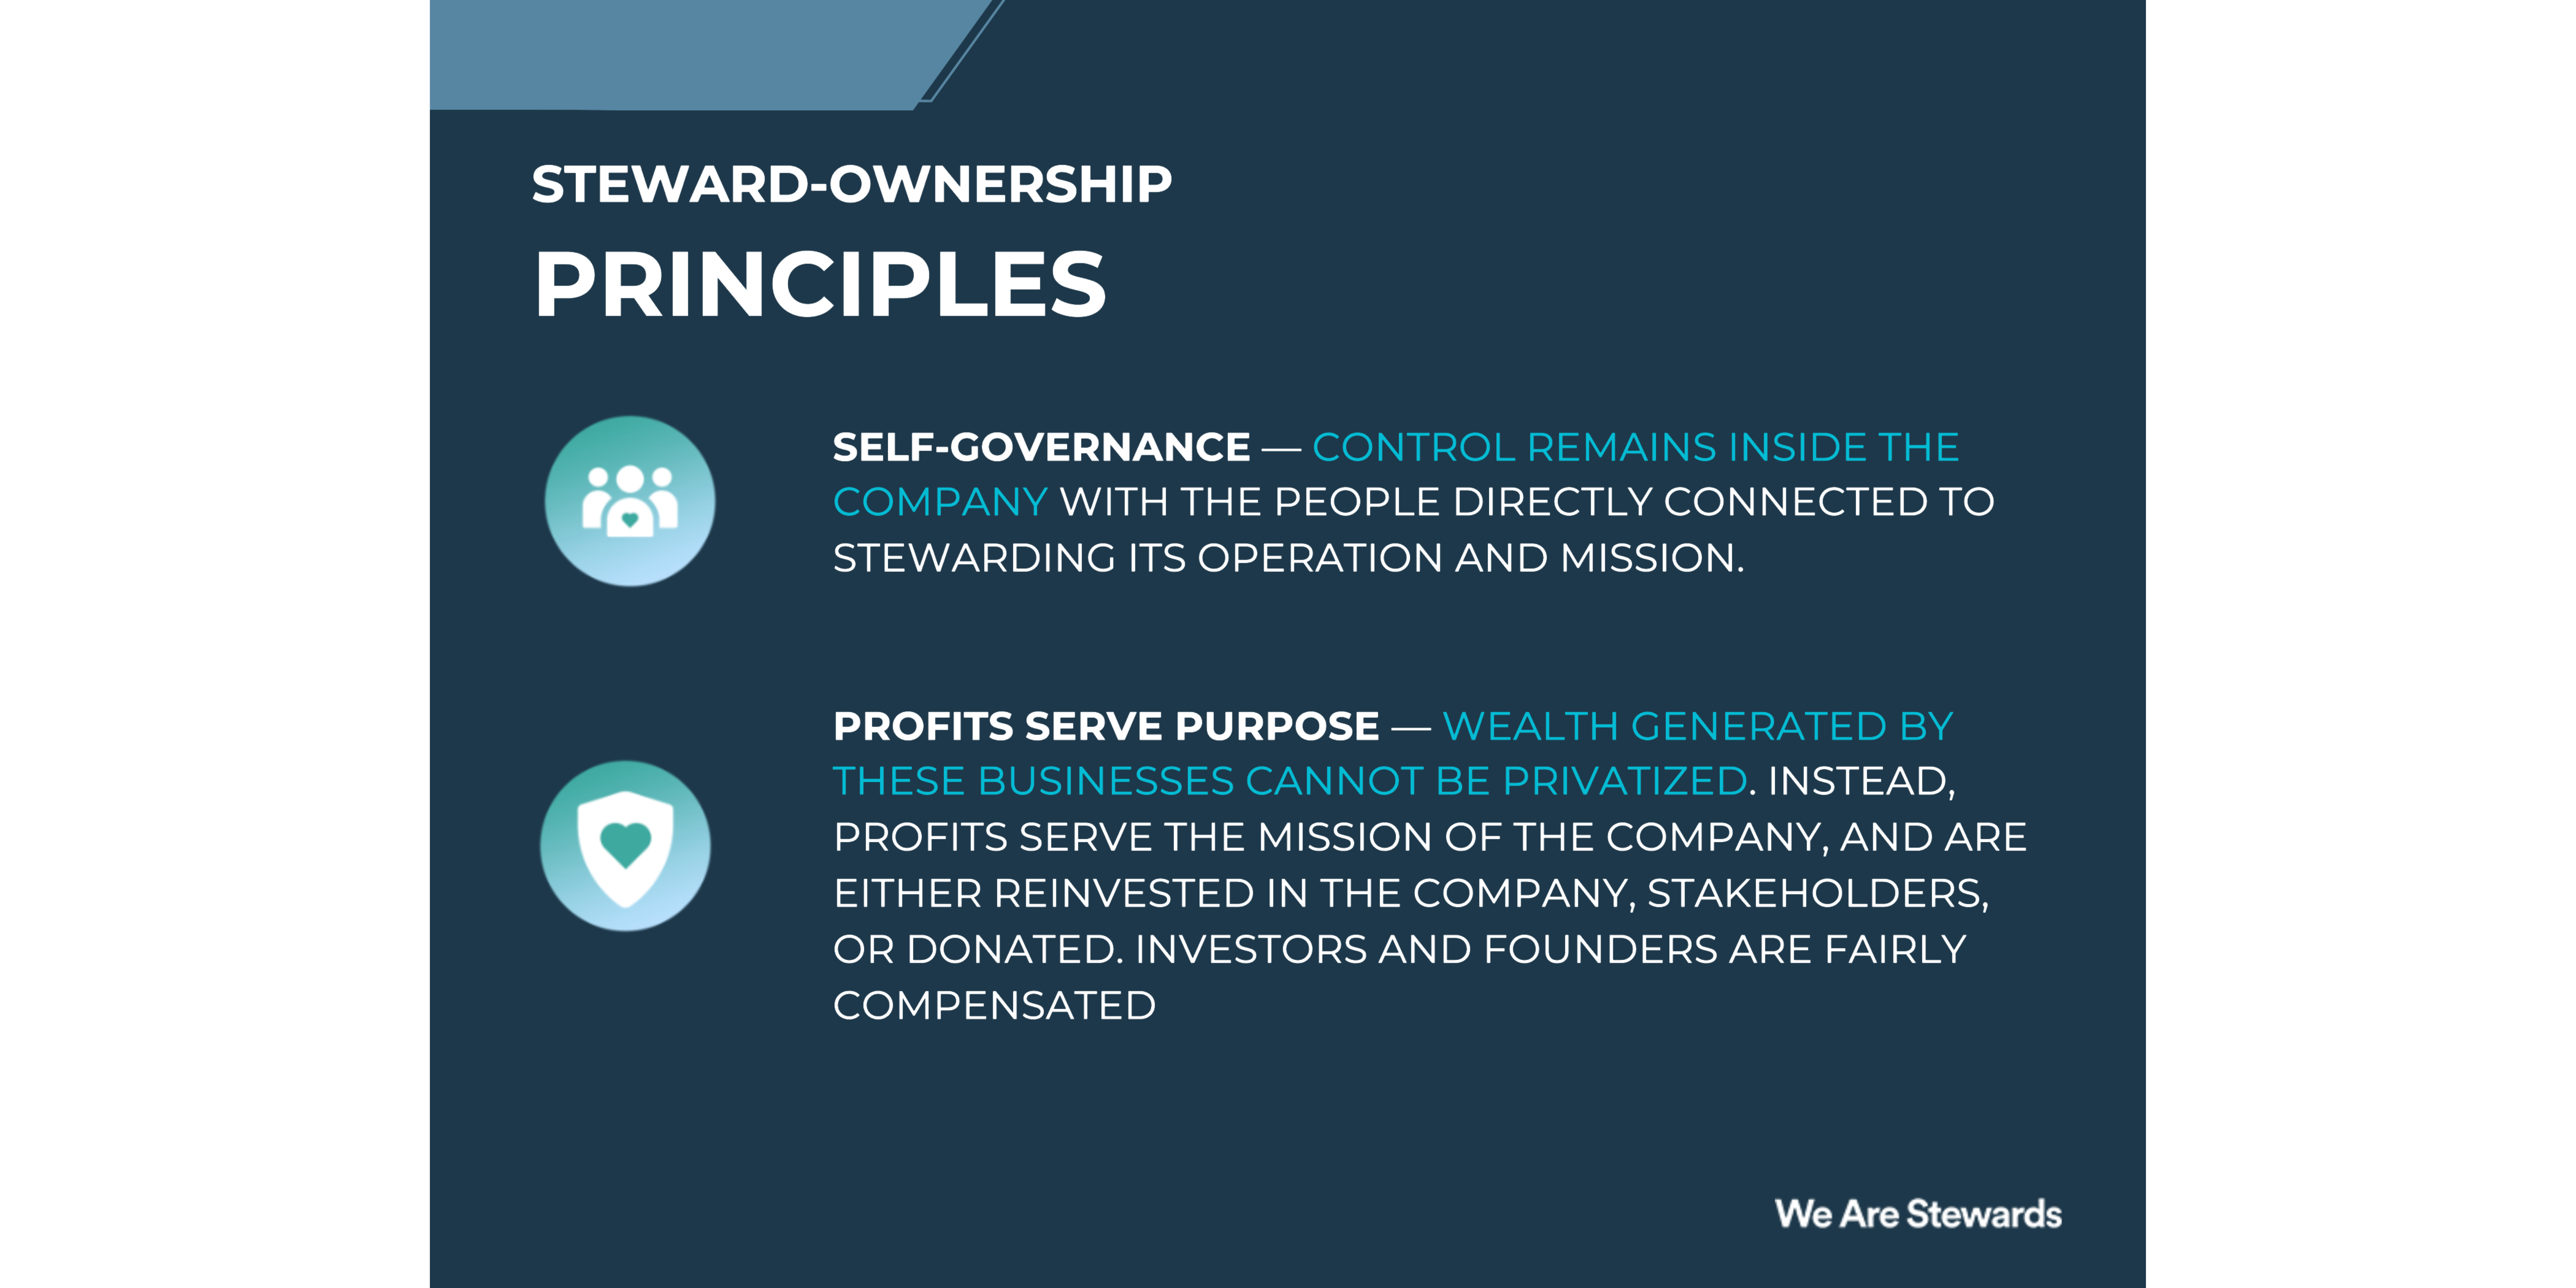 STEWARD-OWNERSHIP
PRINCIPLES
SELF-GOVERNANCE — CONTROL REMAINS INSIDE THE
COMPANY WITH THE PEOPLE DIRECTLY CONNECTED TO
STEWARDING ITS OPERATION AND MISSION.
PROFITS SERVE PURPOSE — WEALTH GENERATED BY
THESE BUSINESSES CANNOT BE PRIVATIZED. INSTEAD,
PROFITS SERVE THE MISSION OF THE COMPANY, AND ARE
EITHER REINVESTED IN THE COMPANY, STAKEHOLDERS,
OR DONATED. INVESTORS AND FOUNDERS ARE FAIRLY
COMPENSATED
We Are Stewards